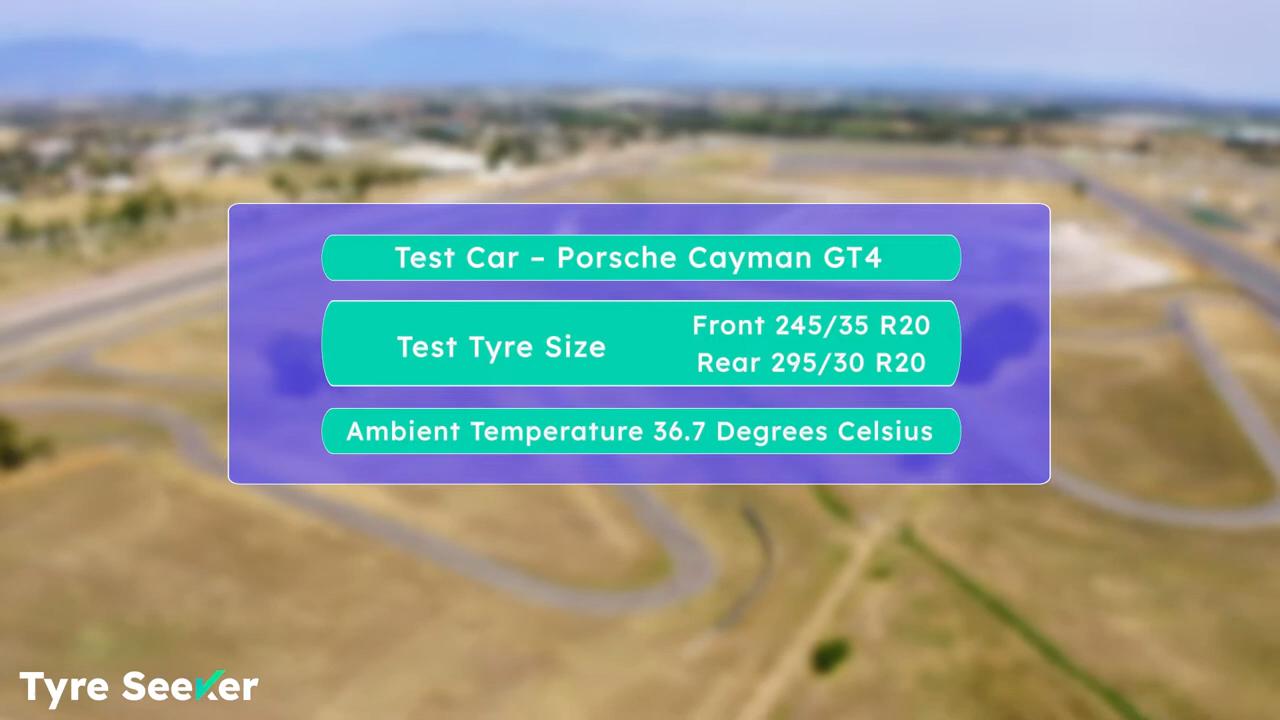 Test Car – Porsche Cayman GT4
Test Tyre Size
Front 245/35 R20
Rear 295/30 R20
Ambient Temperature 36.7 Degrees Celsius
Tyre Seeker